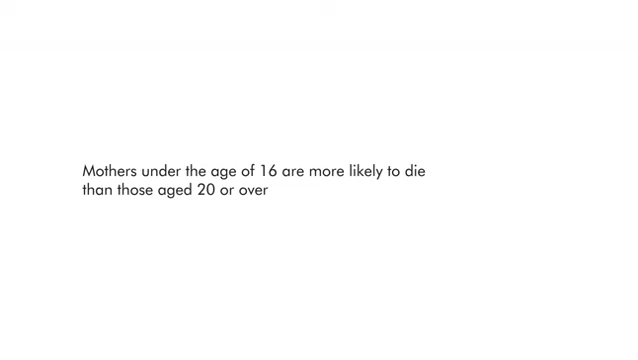 Mothers under the age of 16 are more likely to die
than those aged 20 or over